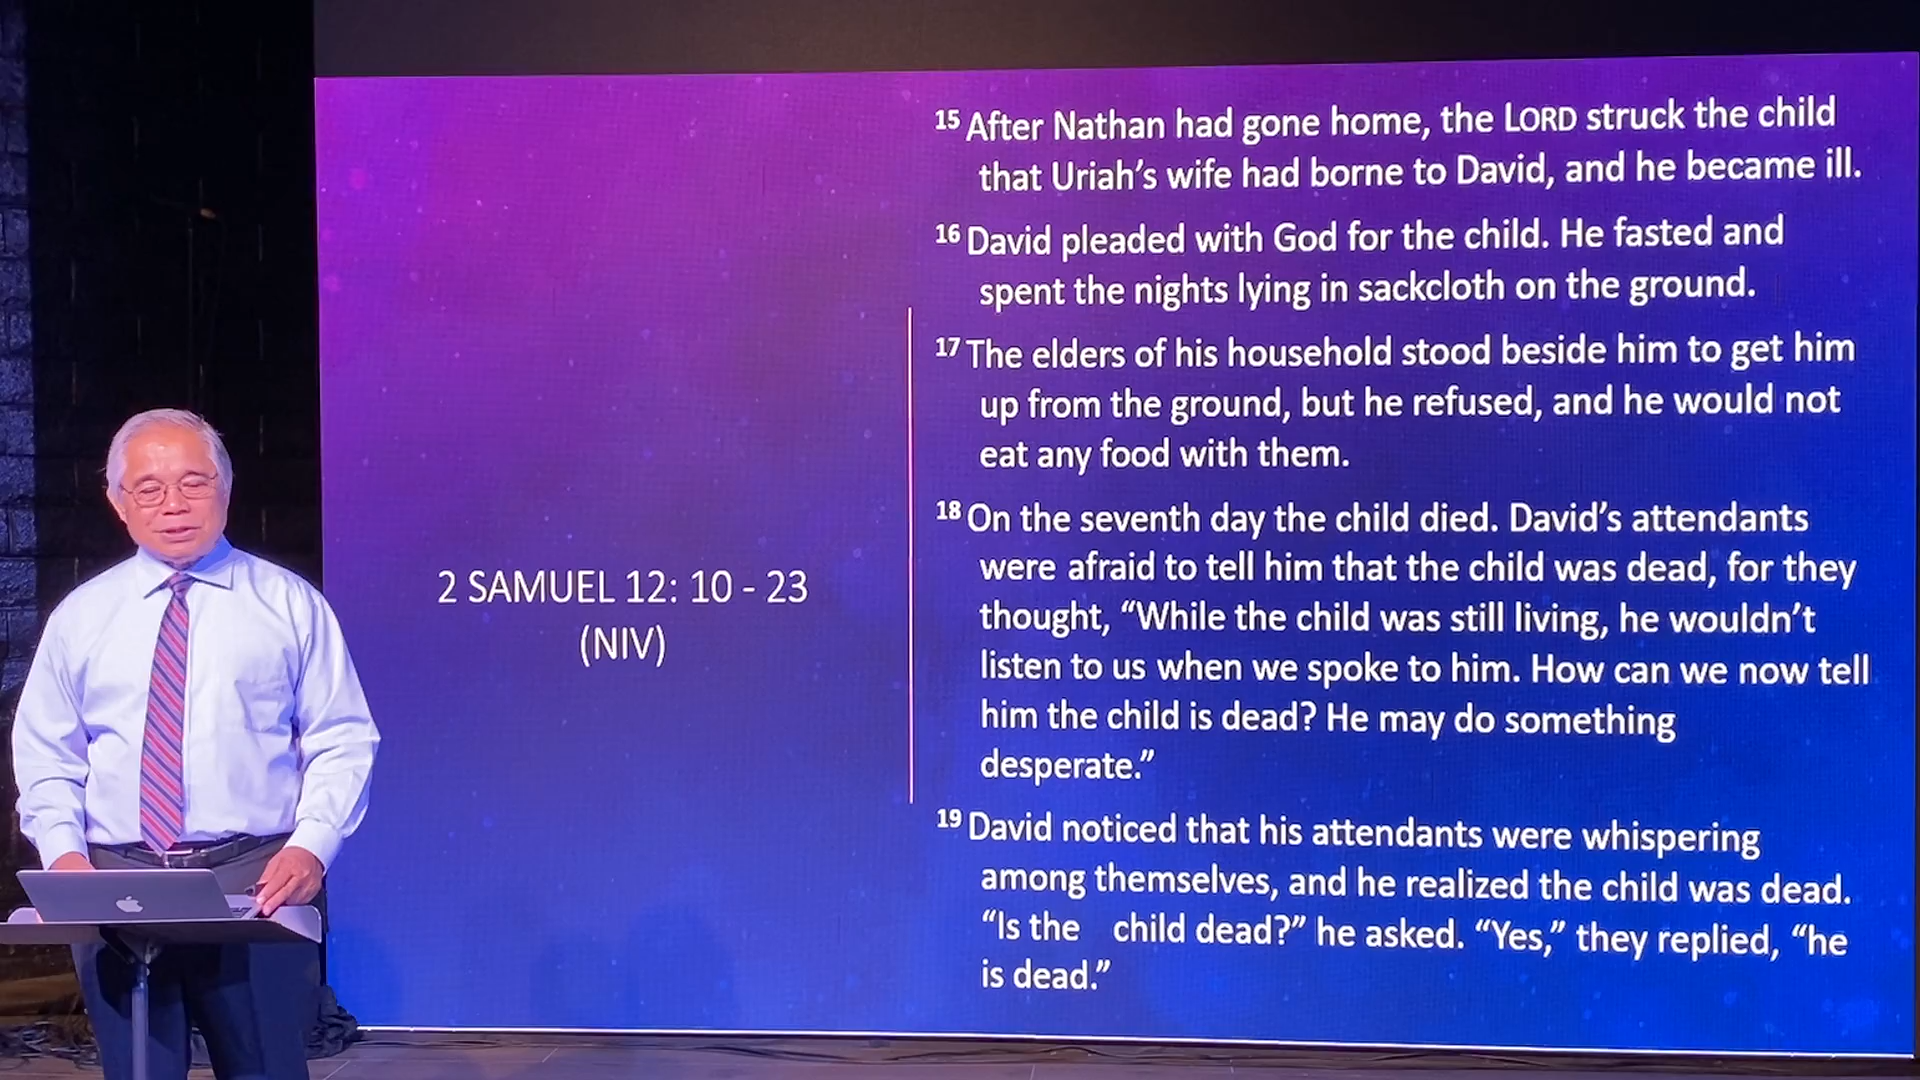 2 SAMUEL 12: 10 - 23
(NIV)
15 After Nathan had gone home, the LORD struck the child
that Uriah’s wife had borne to David, and he became ill.
16 David pleaded with God for the child. He fasted and
spent the nights lying in sackcloth on the ground.
17 The elders of his household stood beside him to get him
up from the ground, but he refused, and he would not
eat any food with them.
18 On the seventh day the child died. David’s attendants
were afraid to tell him that the child was dead, for they
thought, “While the child was still living, he wouldn’t
listen to us when we spoke to him. How can we now tell
him the child is dead? He may do something
desperate.”
19 David noticed that his attendants were whispering
among themselves, and he realized the child was dead.
“Is the child dead?” he asked. “Yes,” they replied, “he
is dead.”